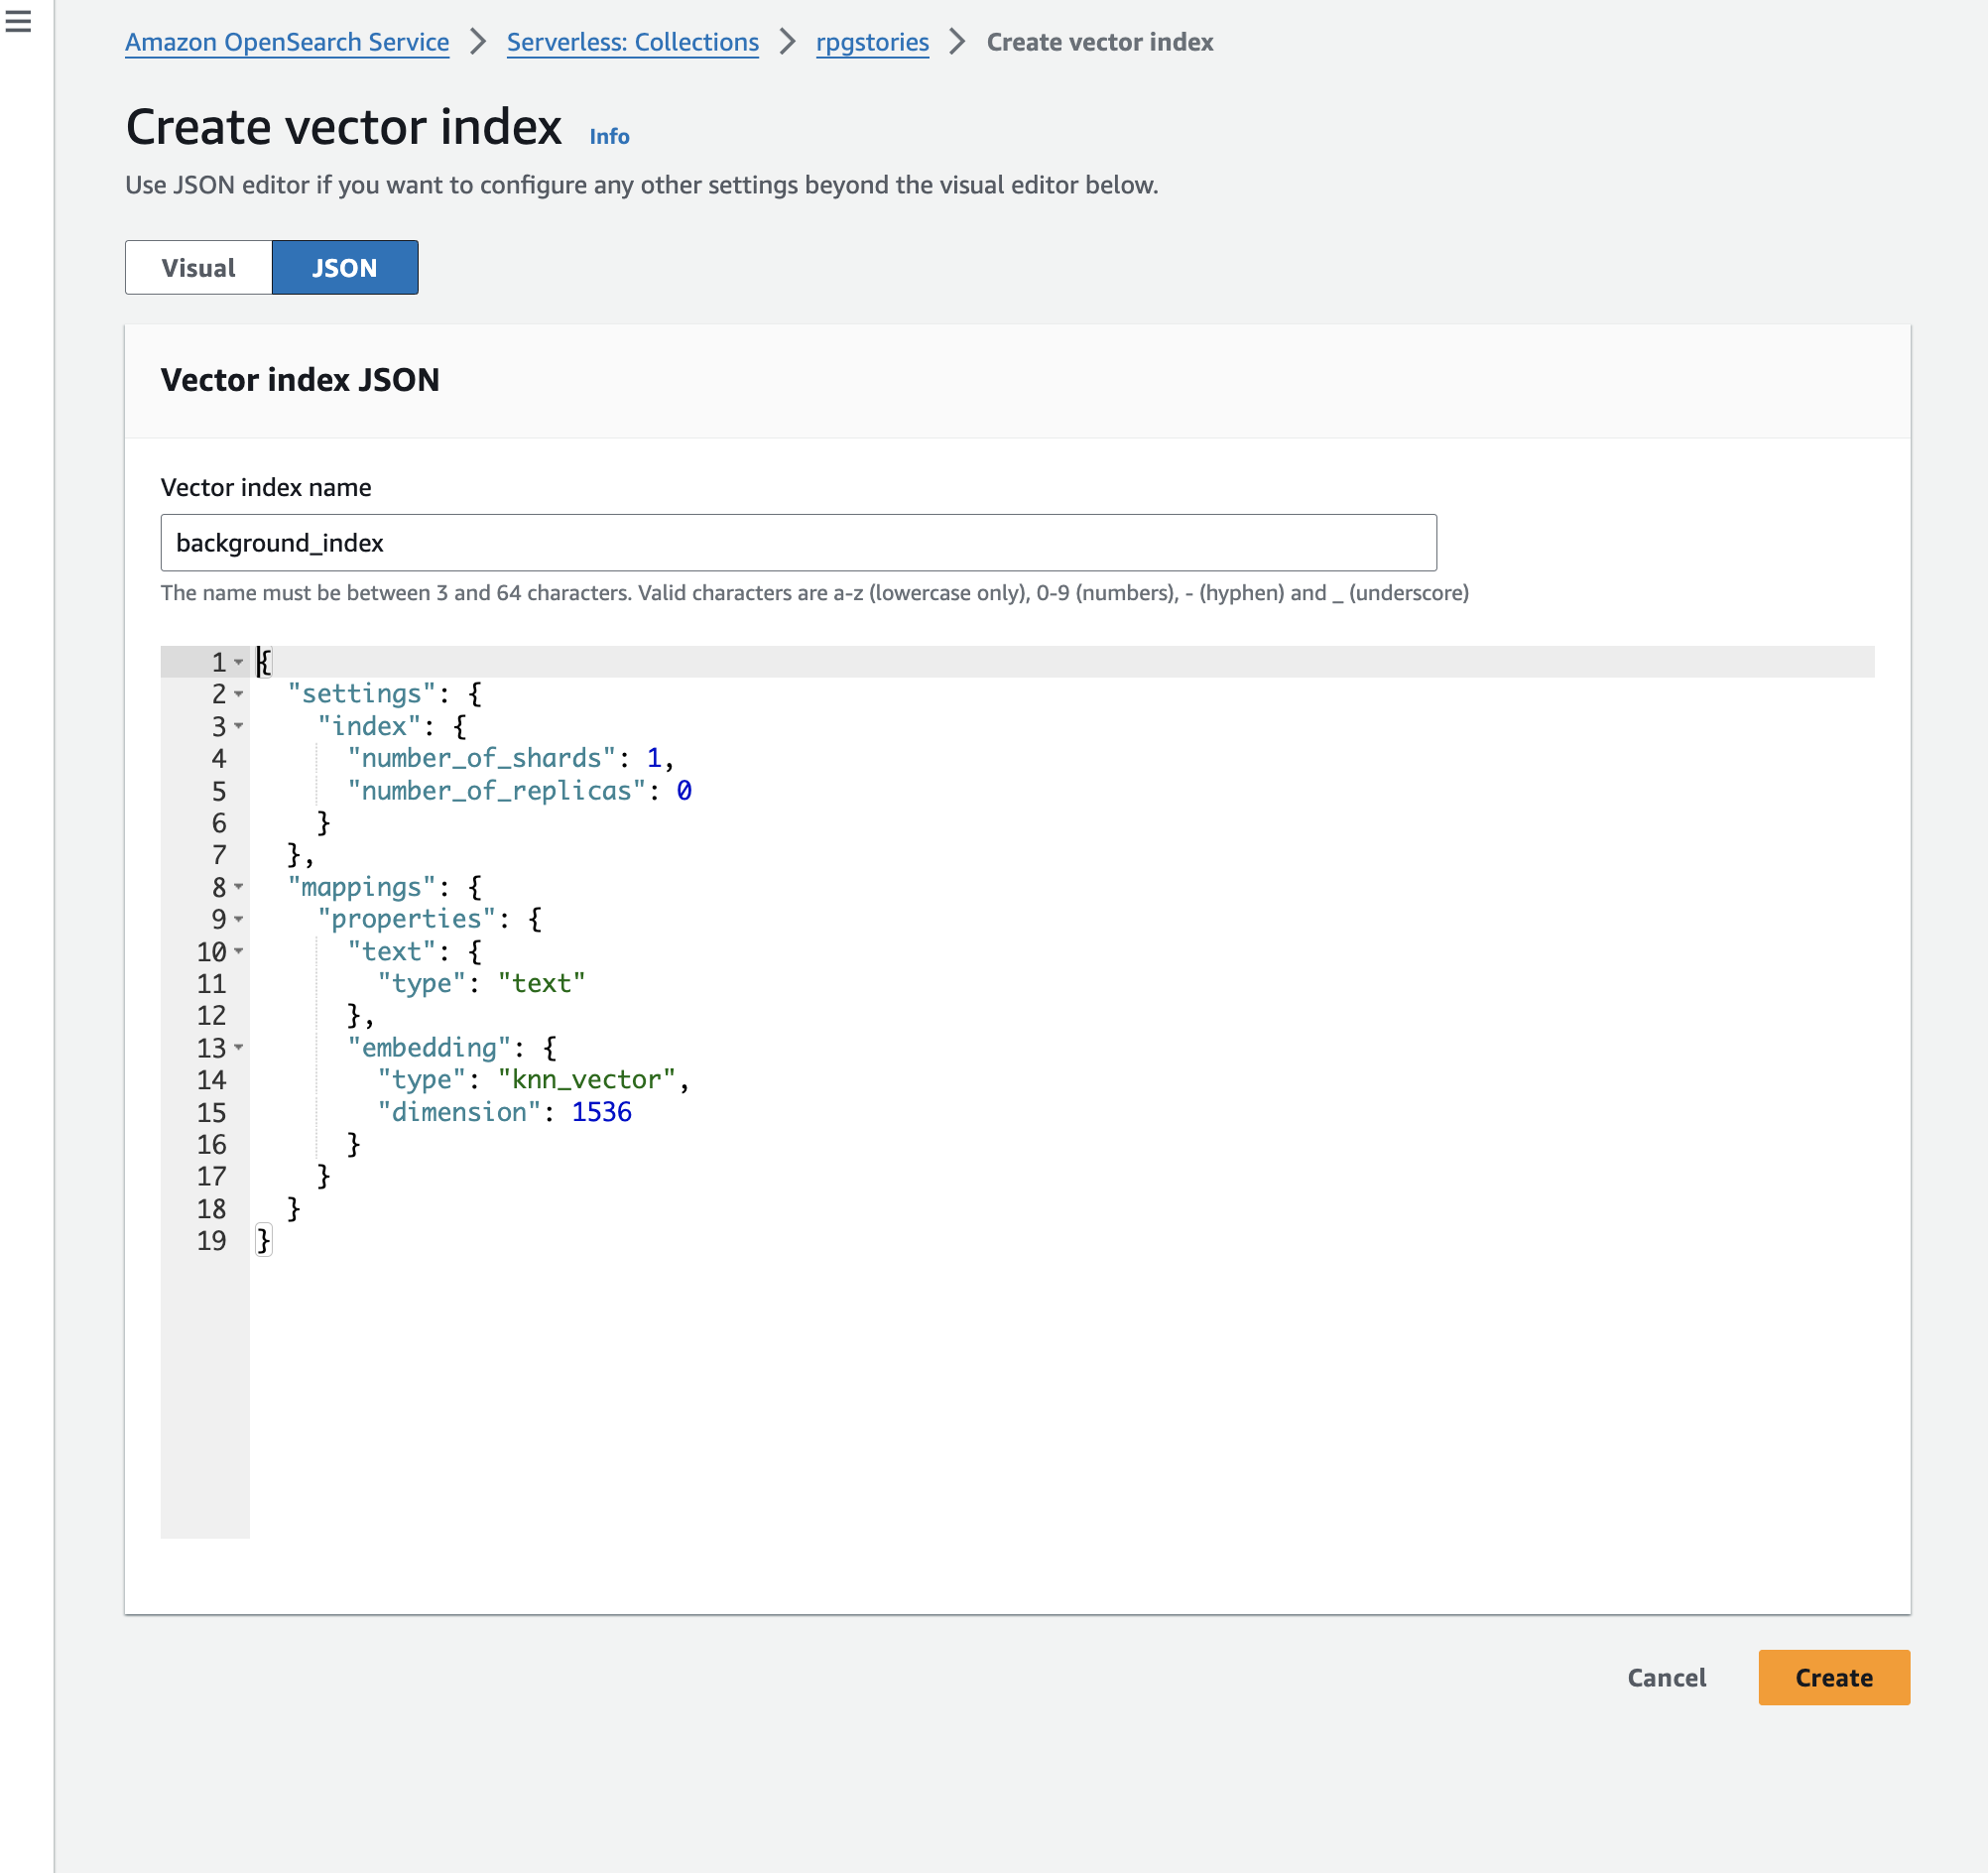 Amazon OpenSearch Service > Serverless: Collections > rpgstories > Create vector index
Create vector index Info
Use JSON editor if you want to configure any other settings beyond the visual editor below.
Visual JSON
Vector index JSON
Vector index name
background_index
The name must be between 3 and 64 characters. Valid characters are a-z (lowercase only), 0-9 (numbers), - (hyphen) and _ (underscore)
1 {
2 "settings": {
3 "index": {
4 "number_of_shards": 1,
5 "number_of_replicas": 0
6 }
7 },
8 "mappings": {
9 "properties": {
10 "text": {
11 "type": "text"
12 },
13 "embedding": {
14 "type": "knn_vector",
15 "dimension": 1536
16 }
17 }
18 }
19 }
Cancel Create